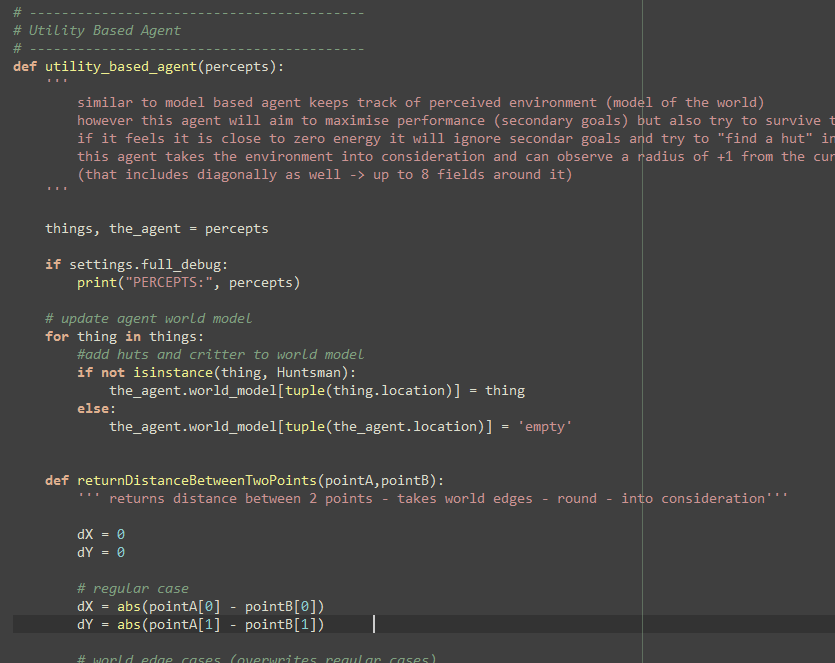 # ------------------------------------------
# Utility Based Agent
# ------------------------------------------
def utility_based_agent(percepts):
    '''
        similar to model based agent keeps track of perceived environment (model of the world)
        however this agent will aim to maximise performance (secondary goals) but also try to survive t
        if it feels it is close to zero energy it will ignore secondar goals and try to "find a hut" in
        this agent takes the environment into consideration and can observe a radius of +1 from the cur
        (that includes diagonally as well -> up to 8 fields around it)
    '''
    things, the_agent = percepts
    if settings.full_debug:
        print("PERCEPTS:", percepts)
    # update agent world model
    for thing in things:
        #add huts and critter to world model
        if not isinstance(thing, Huntsman):
            the_agent.world_model[tuple(thing.location)] = thing
        else:
            the_agent.world_model[tuple(the_agent.location)] = 'empty'
    def returnDistanceBetweenTwoPoints(pointA,pointB):
        ''' returns distance between 2 points - takes world edges - round - into consideration'''
        dX = 0
        dY = 0
        # regular case
        dX = abs(pointA[0] - pointB[0])
        dY = abs(pointA[1] - pointB[1])
        # world edge cases (overwrites regular cases)